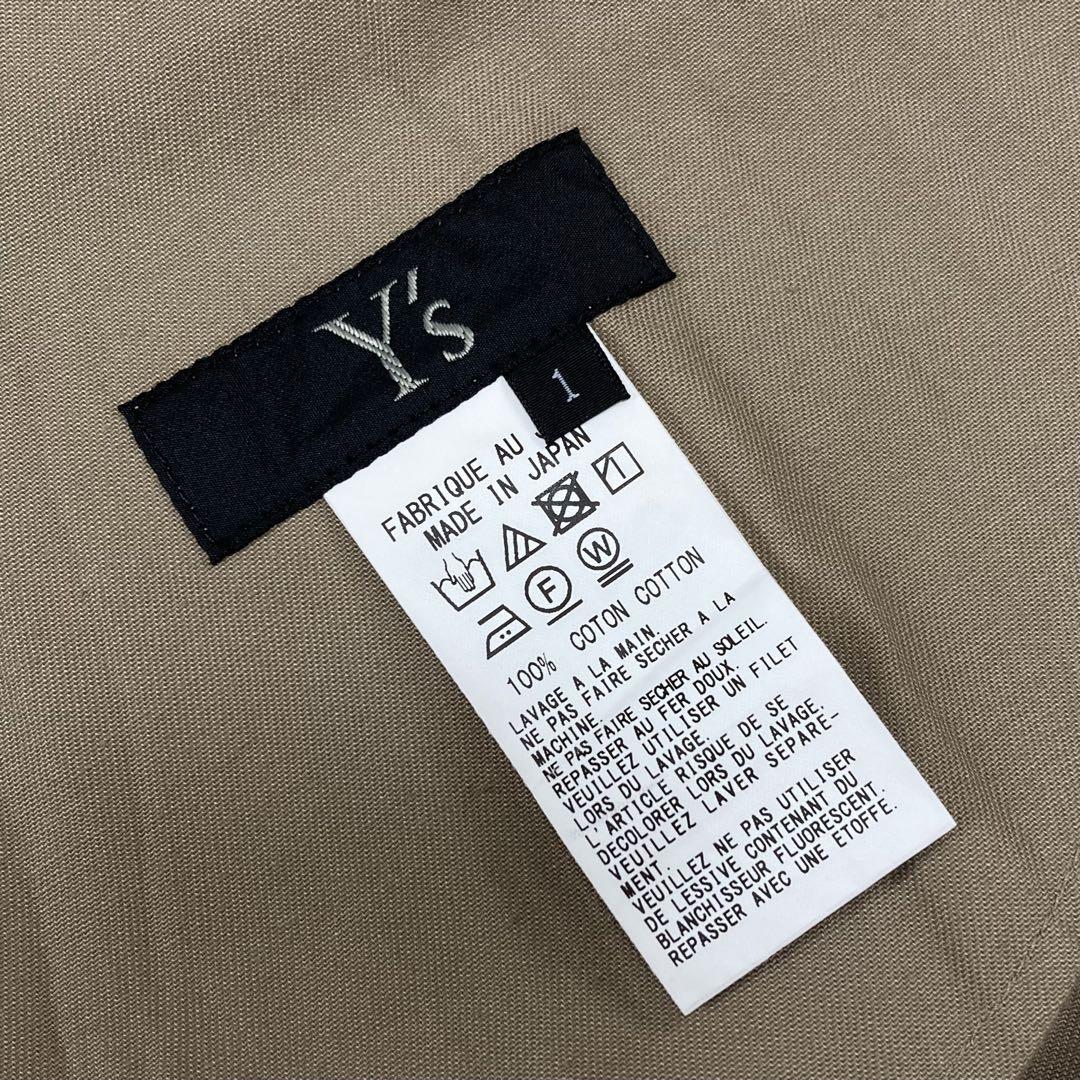 Y's
1
FABRIQUE AU
MADE IN JAPAN
1
F W
100% COTON COTTON
LAVAGE A LA MAIN.
NE PAS FAIRE SECHER A LA
MACHINE.
NE PAS FAIRE SECHER AU SOLEIL.
REPASSER AU FER DOUX.
VEUILLEZ UTILISER UN FILET
LORS DU LAVAGE.
L'ARTICLE RISQUE DE SE
DECOLORER LORS DU LAVAGE.
VEUILLEZ LAVER SEPARE-
MENT.
VEUILLEZ NE PAS UTILISER
DE LESSIVE CONTENANT DU
BLANCHISSEUR FLUORESCENT.
REPASSER AVEC UNE ETOFFE.